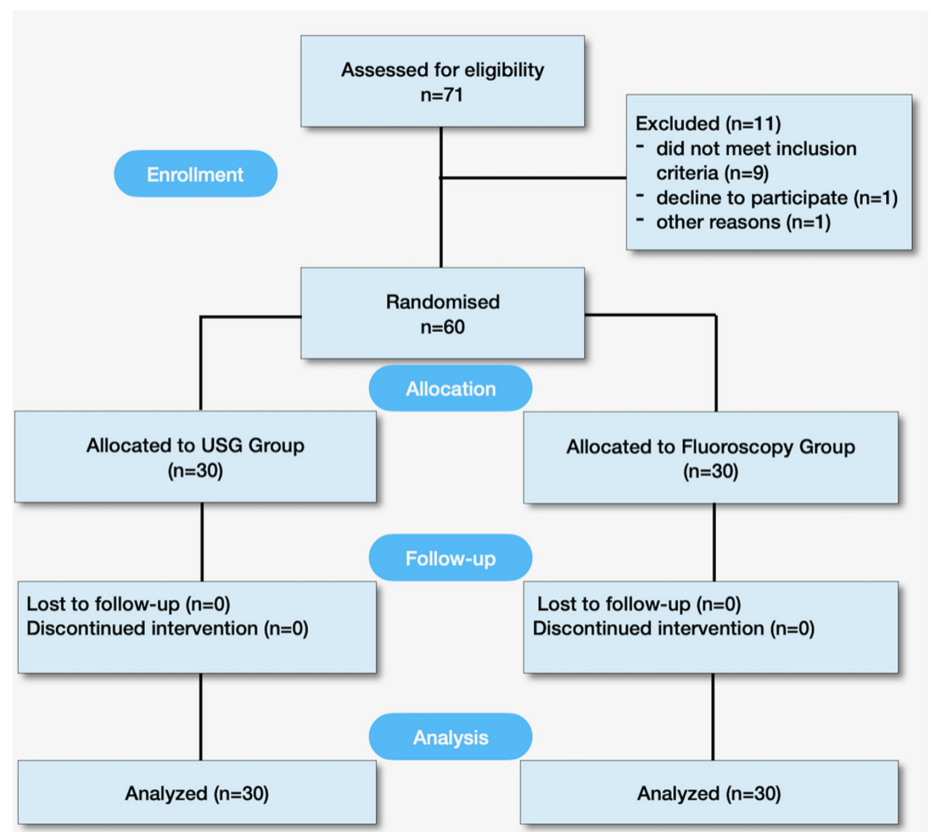 Assessed for eligibility
n=71
Excluded (n=11)
- did not meet inclusion
criteria (n=9)
- decline to participate (n=1)
- other reasons (n=1)
Enrollment
Randomised
n=60
Allocation
Allocated to USG Group
(n=30)
Allocated to Fluoroscopy Group
(n=30)
Follow-up
Lost to follow-up (n=0)
Discontinued intervention (n=0)
Lost to follow-up (n=0)
Discontinued intervention (n=0)
Analysis
Analyzed (n=30)
Analyzed (n=30)